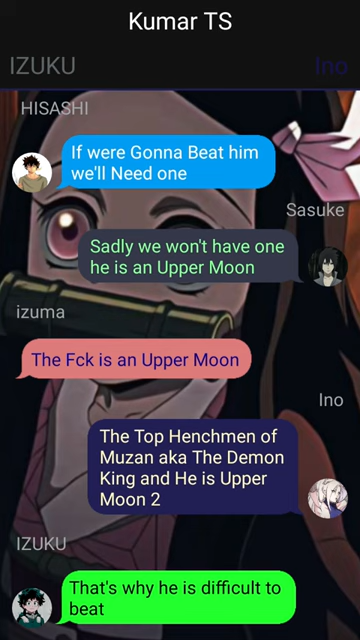 Kumar TS
IZUKU
Ino
HISASHI
If were Gonna Beat him
we'll Need one
Sasuke
Sadly we won't have one
he is an Upper Moon
izuma
The Fck is an Upper Moon
Ino
The Top Henchmen of
Muzan aka The Demon
King and He is Upper
Moon 2
IZUKU
That's why he is difficult to
beat